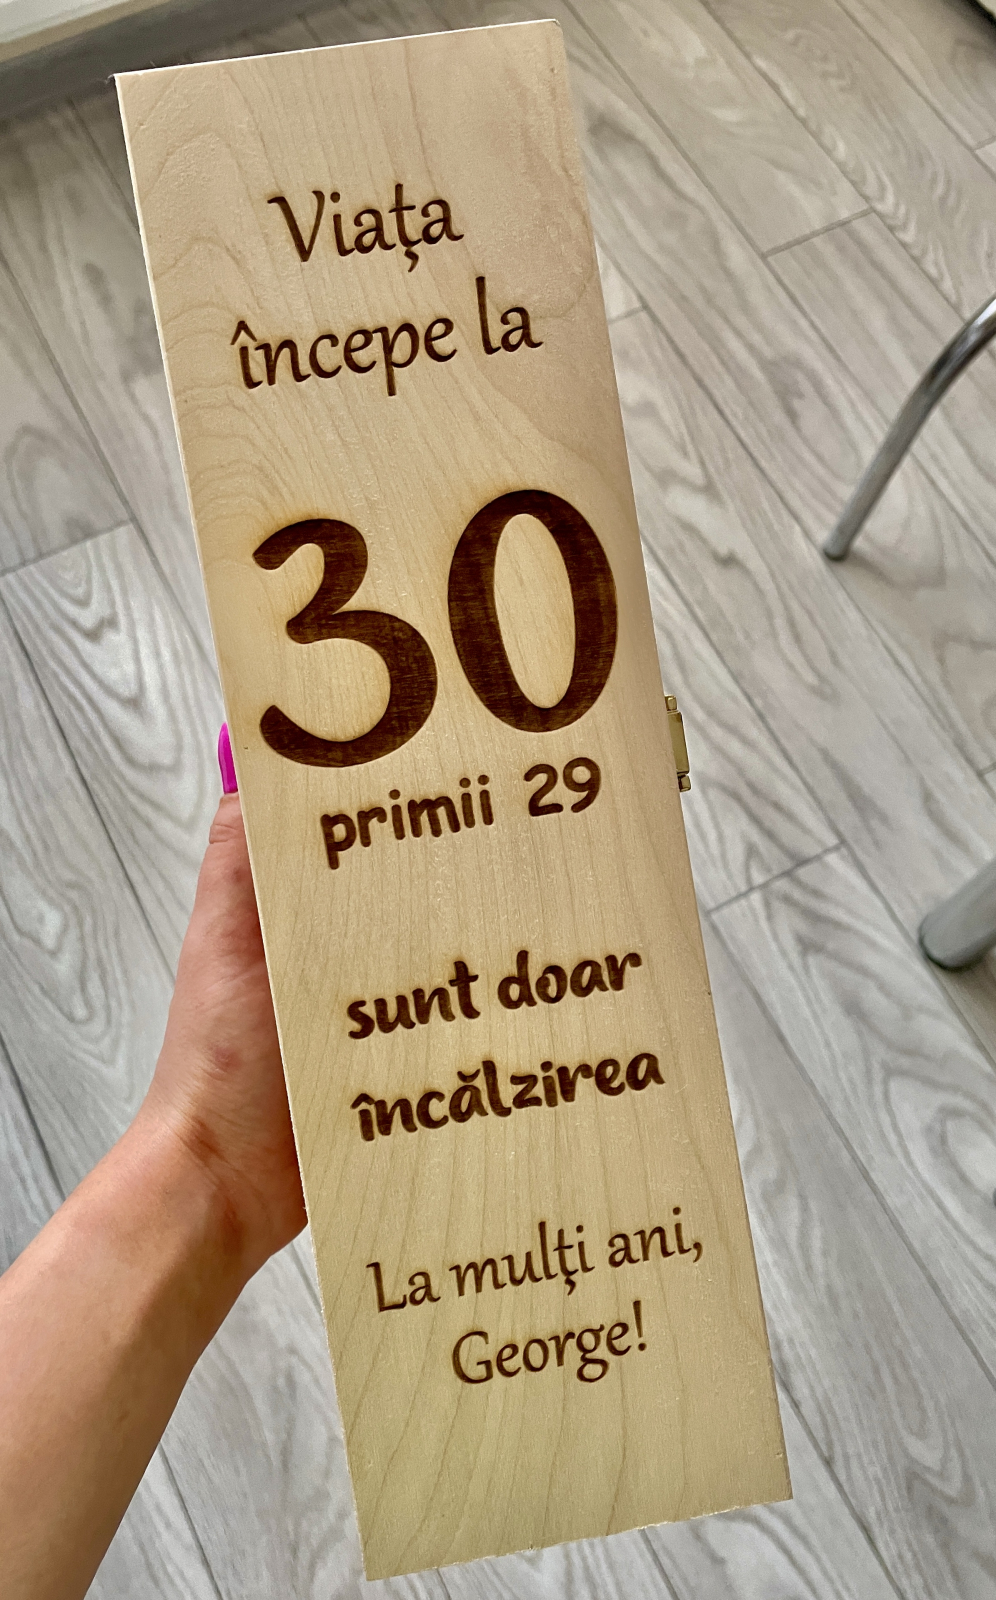 Viața
începe la
30
primii 29
sunt doar
încălzirea
La mulți ani,
George!